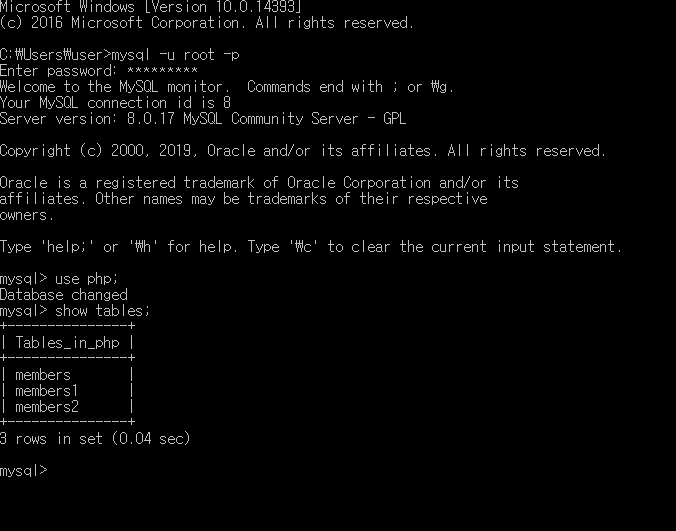 Microsoft Windows [Version 10.0.14393]
(c) 2016 Microsoft Corporation. All rights reserved.
C:₩Users₩user>mysql -u root -p
Enter password: *********
Welcome to the MySQL monitor.  Commands end with ; or ₩g.
Your MySQL connection id is 8
Server version: 8.0.17 MySQL Community Server - GPL
Copyright (c) 2000, 2019, Oracle and/or its affiliates. All rights reserved.
Oracle is a registered trademark of Oracle Corporation and/or its
affiliates. Other names may be trademarks of their respective
owners.
Type 'help;' or '₩h' for help. Type '₩c' to clear the current input statement.
mysql> use php;
Database changed
mysql> show tables;
+---------------+
| Tables_in_php |
+---------------+
| members       |
| members1      |
| members2      |
+---------------+
3 rows in set (0.04 sec)
mysql>